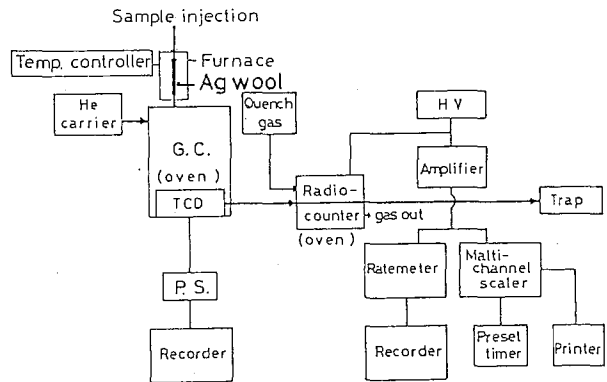 Sample injection
Temp. controller
Furnace
Ag wool
He
carrier
Quench
gas
H V
G.C.
(oven)
Amplifier
TCD
Radio-
counter
(oven)
gas out
Trap
Ratemeter
Malti-
channel
scaler
P. S.
Recorder
Recorder
Preset
timer
Printer